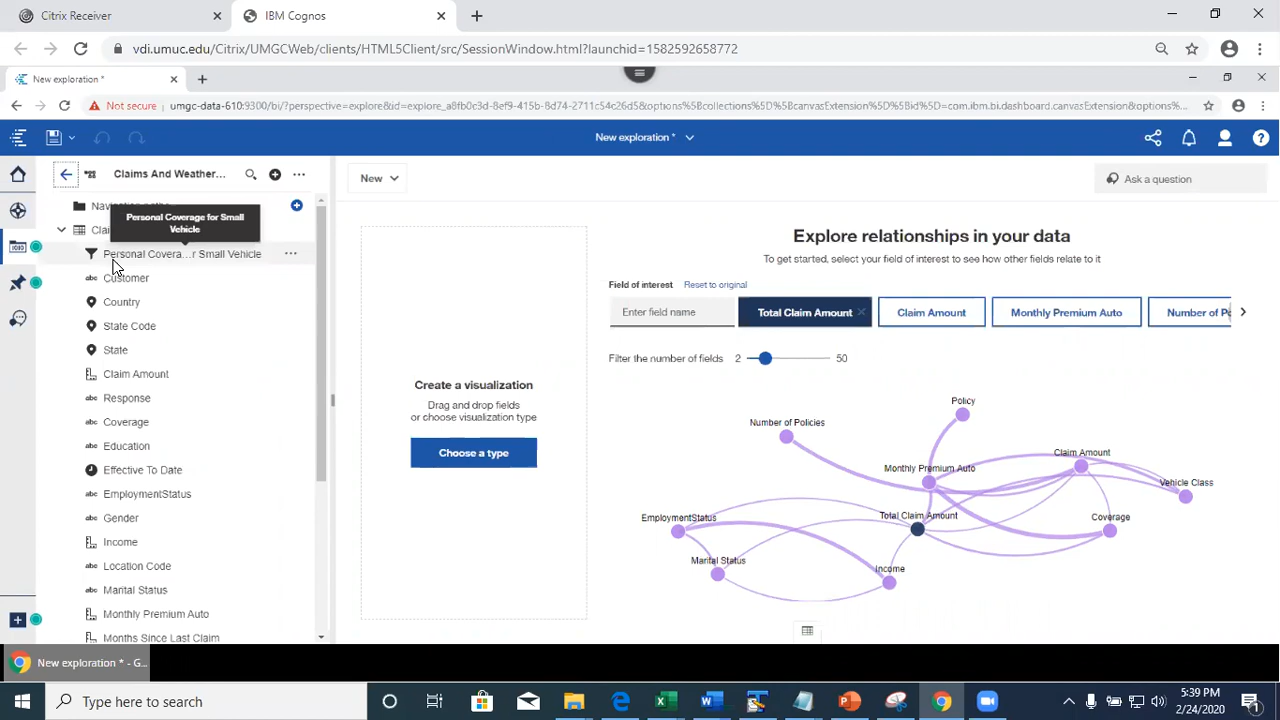 Citrix Receiver
IBM Cognos
vdi.umuc.edu/Citrix/UMGCWeb/clients/HTML5Client/src/SessionWindow.html?launchid=1582592658772
New exploration *
Not secure
umgc-data-610:9300/bi/?perspective=explore&id=explore_a8fb0e3d-8ef9-415b-8d74-2711c54c26d5&options%5Bcollections%5D%5BcanvasExtension%5D%5Bid%5D=com.ibm.bi.dashboard.canvasExtension&options%...
New exploration *
Claims And Weather...
New
Ask a question
Personal Coverage for Small
Vehicle
Personal Covera...r Small Vehicle
Customer
Country
State Code
State
Claim Amount
Response
Coverage
Education
Effective To Date
EmploymentStatus
Gender
Income
Location Code
Marital Status
Monthly Premium Auto
Months Since Last Claim
Create a visualization
Drag and drop fields
or choose visualization type
Choose a type
Explore relationships in your data
To get started, select your field of interest to see how other fields relate to it
Field of interest
Reset to original
Enter field name
Total Claim Amount
Claim Amount
Monthly Premium Auto
Number of
Filter the number of fields
2
50
Policy
Number of Policies
Claim Amount
Monthly Premium Auto
Vehicle Class
Total Claim Amount
Coverage
EmploymentStatus
Marital Status
Income
New exploration * - G...
Type here to search
5:39 PM
2/24/2020
1